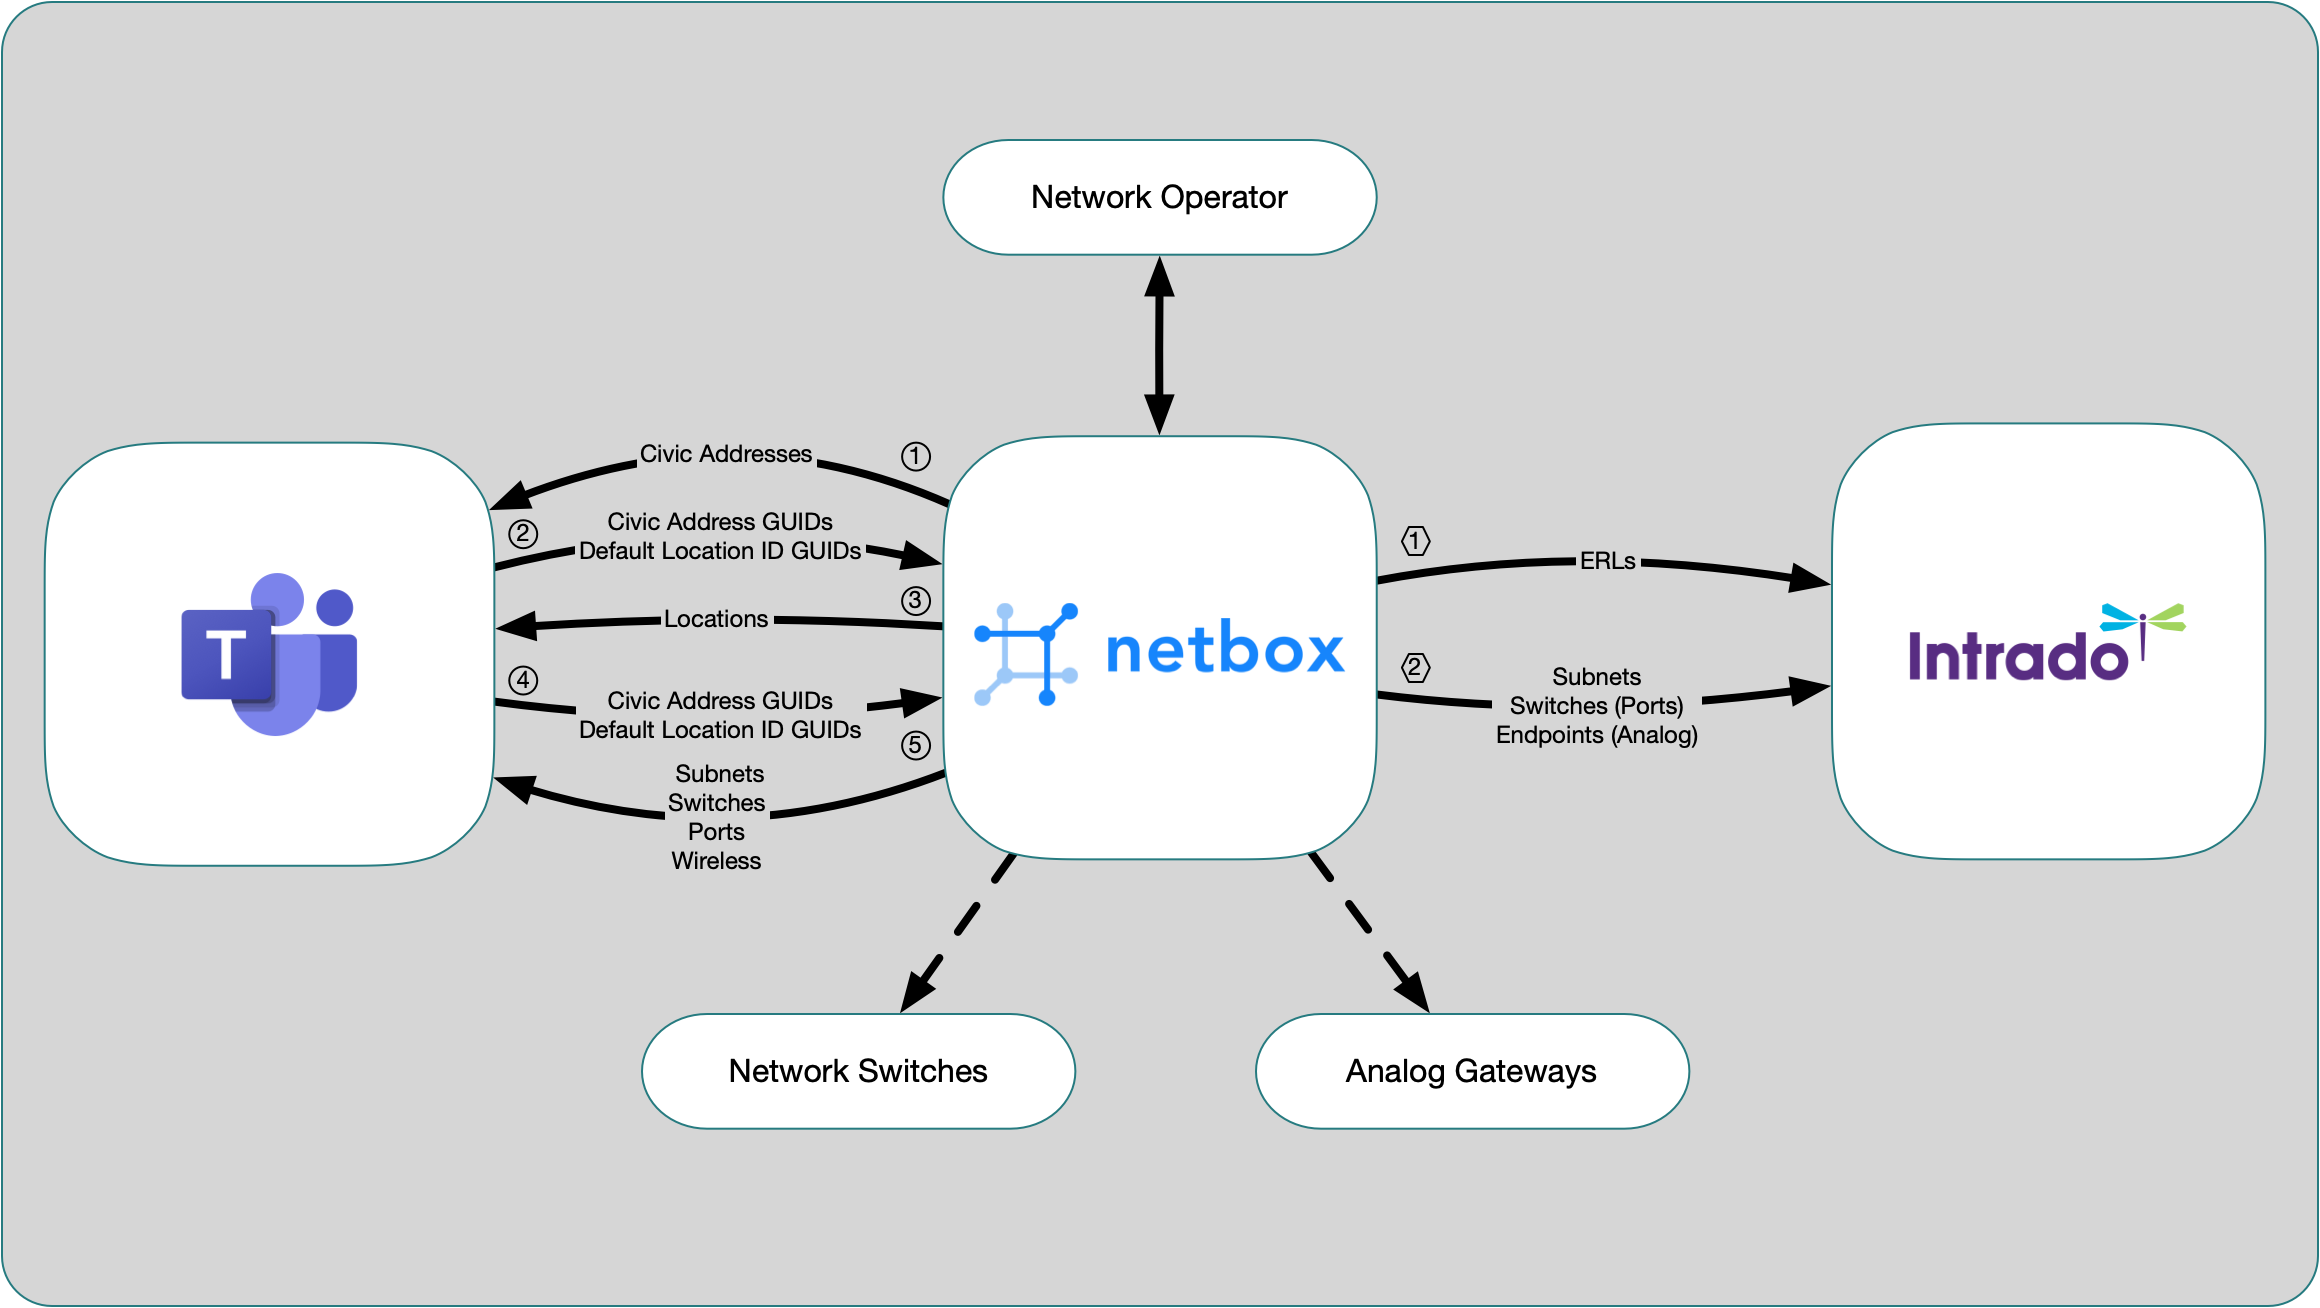 Network Operator
Civic Addresses
①
②
Civic Address GUIDs
Default Location ID GUIDs
Locations
③
④
Civic Address GUIDs
Default Location ID GUIDs
⑤
Subnets
Switches
Ports
Wireless
T
netbox
1
ERLs
2
Subnets
Switches (Ports)
Endpoints (Analog)
Intrado
Network Switches
Analog Gateways